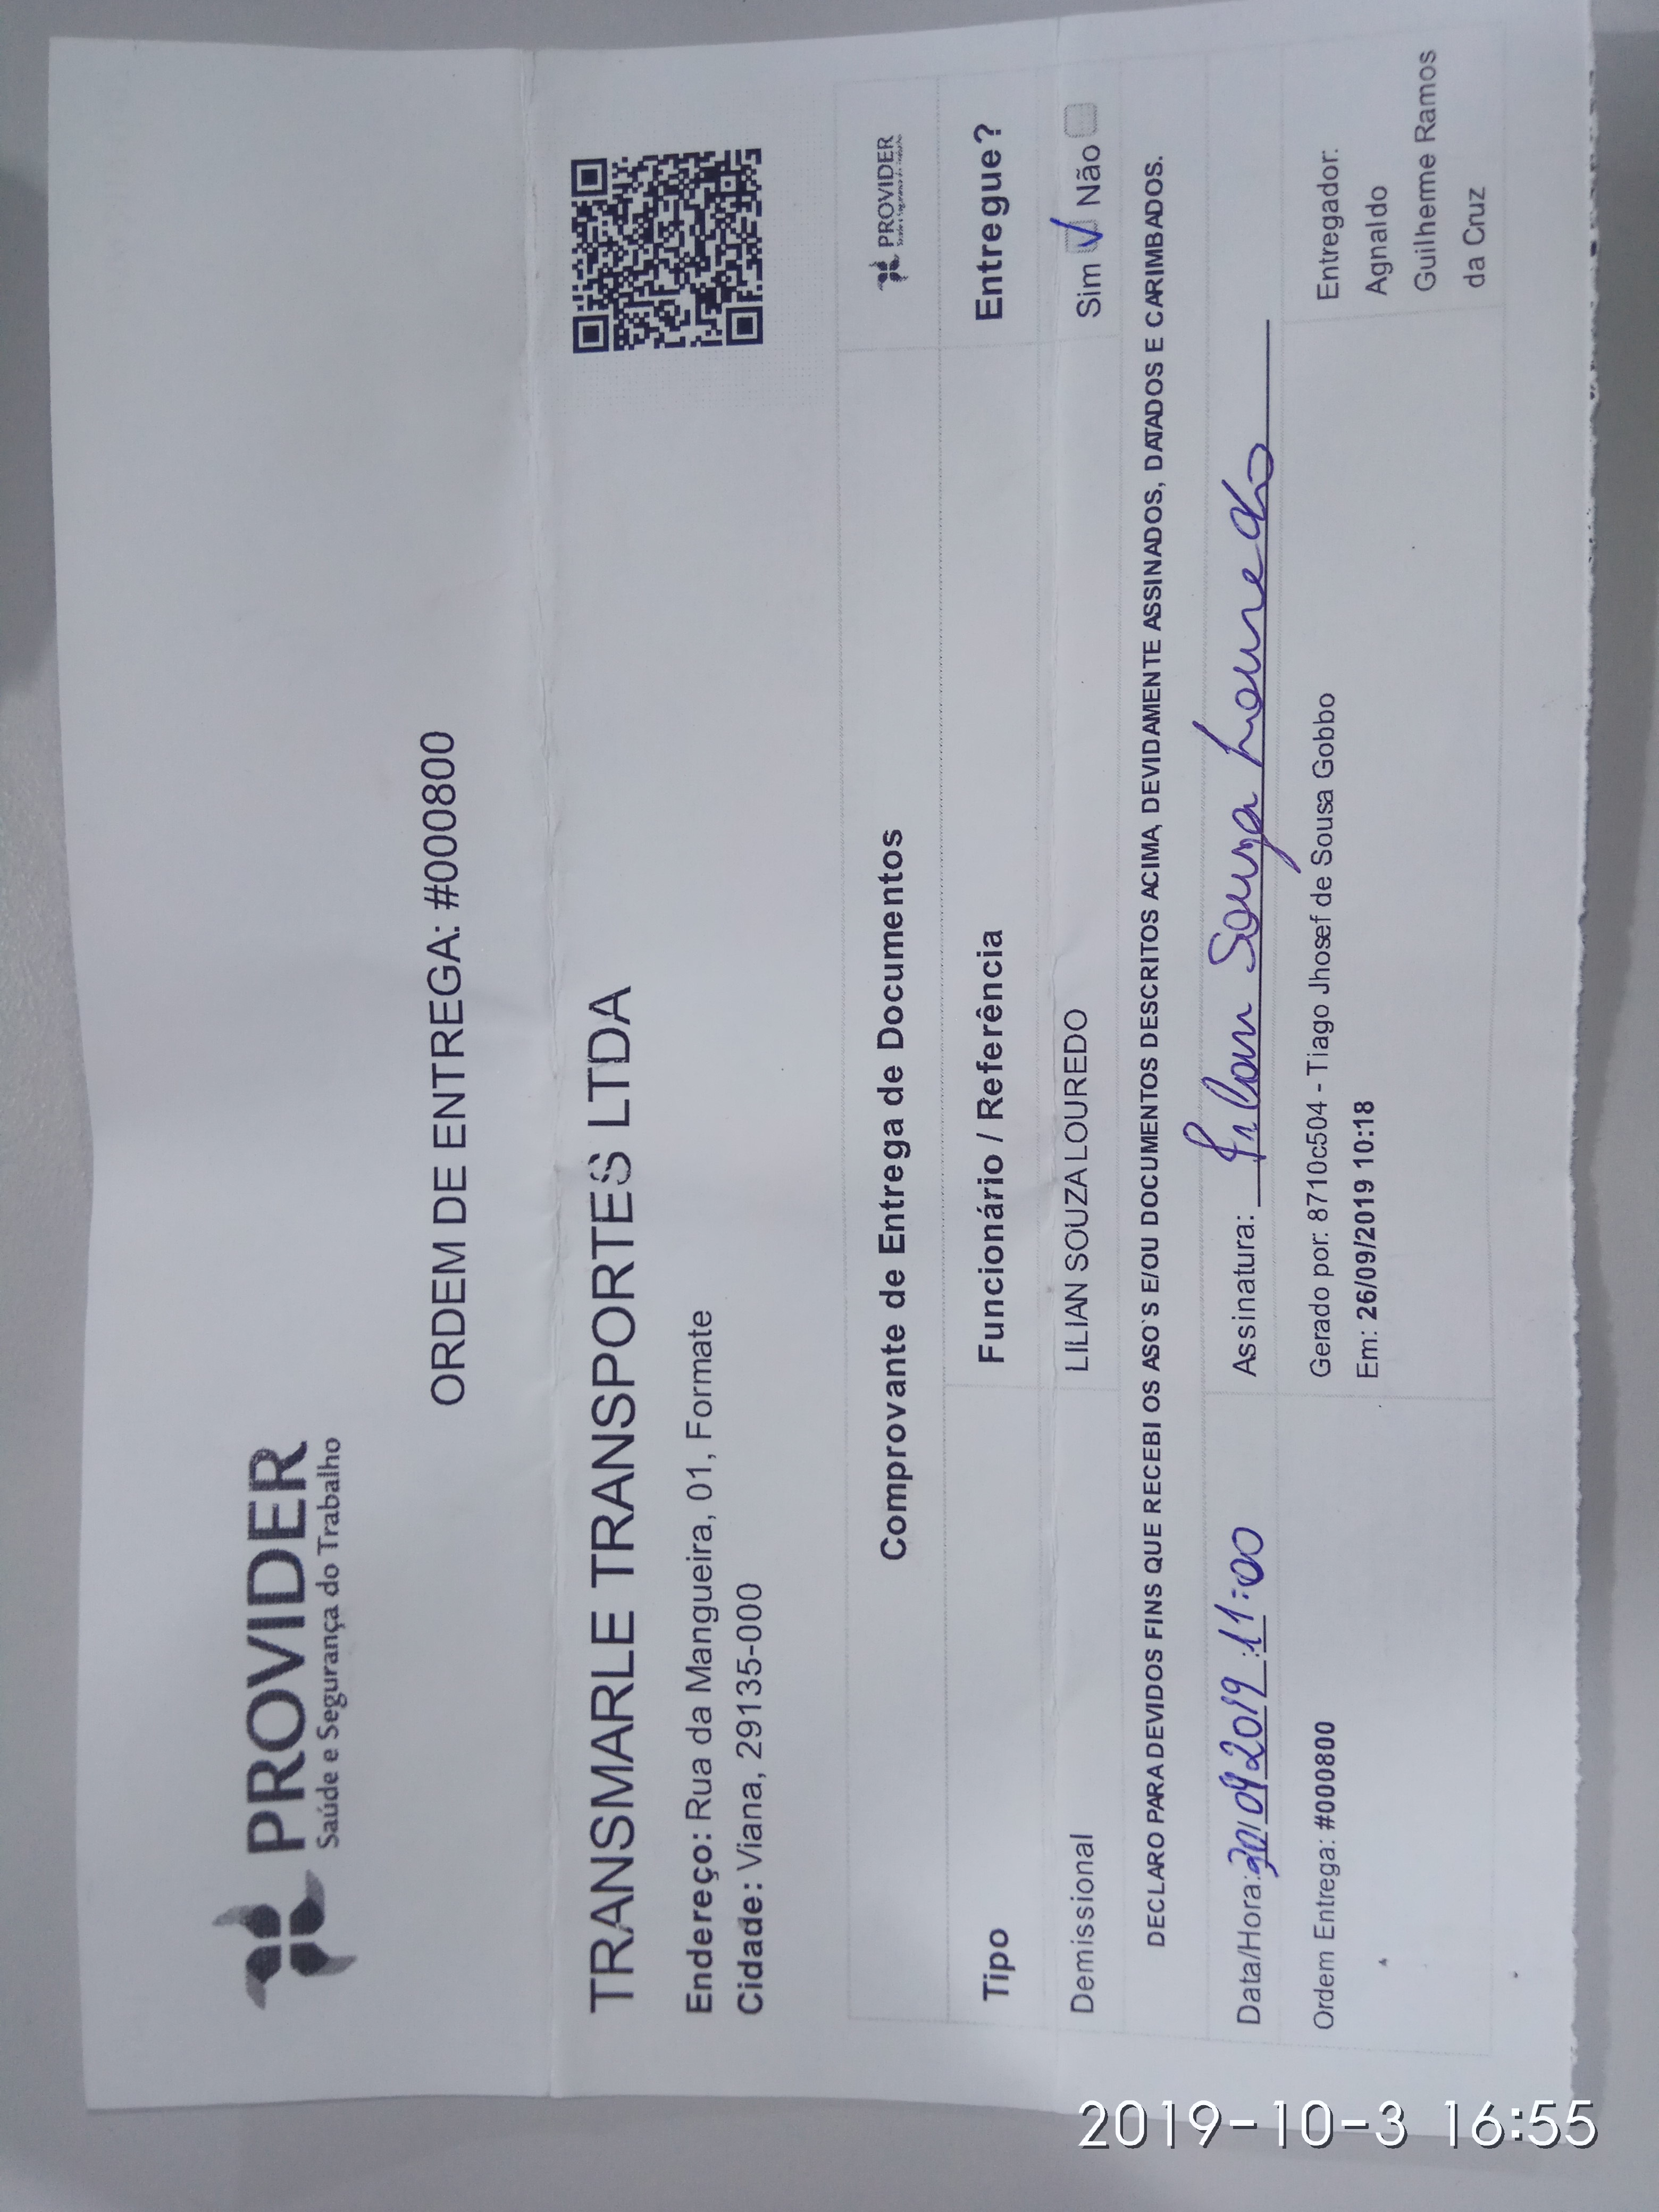 PROVIDER
Saúde e Segurança do Trabalho
ORDEM DE ENTREGA: #000800
TRANSMARLE TRANSPORTES LTDA
Endereço: Rua da Mangueira, 01, Formate
Cidade: Viana, 29135-000
Comprovante de Entrega de Documentos
PROVIDER
Tipo Funcionário / Referência Entregue?
Demissional LILIAN SOUZA LOUREDO Sim ✓ Não
DECLARO PARA DEVIDOS FINS QUE RECEBI OS ASO`S E/OU DOCUMENTOS DESCRITOS ACIMA, DEVIDAMENTE ASSINADOS, DATADOS E CARIMBADOS.
Data/Hora: 30/09/2019 11:00 Assinatura: Lilian Souza Louredo
Ordem Entrega: #000800
Gerado por: 8710c504 - Tiago Jhosef de Sousa Gobbo
Em: 26/09/2019 10:18
Entregador:
Agnaldo
Guilherme Ramos
da Cruz
2019-10-3 16:55